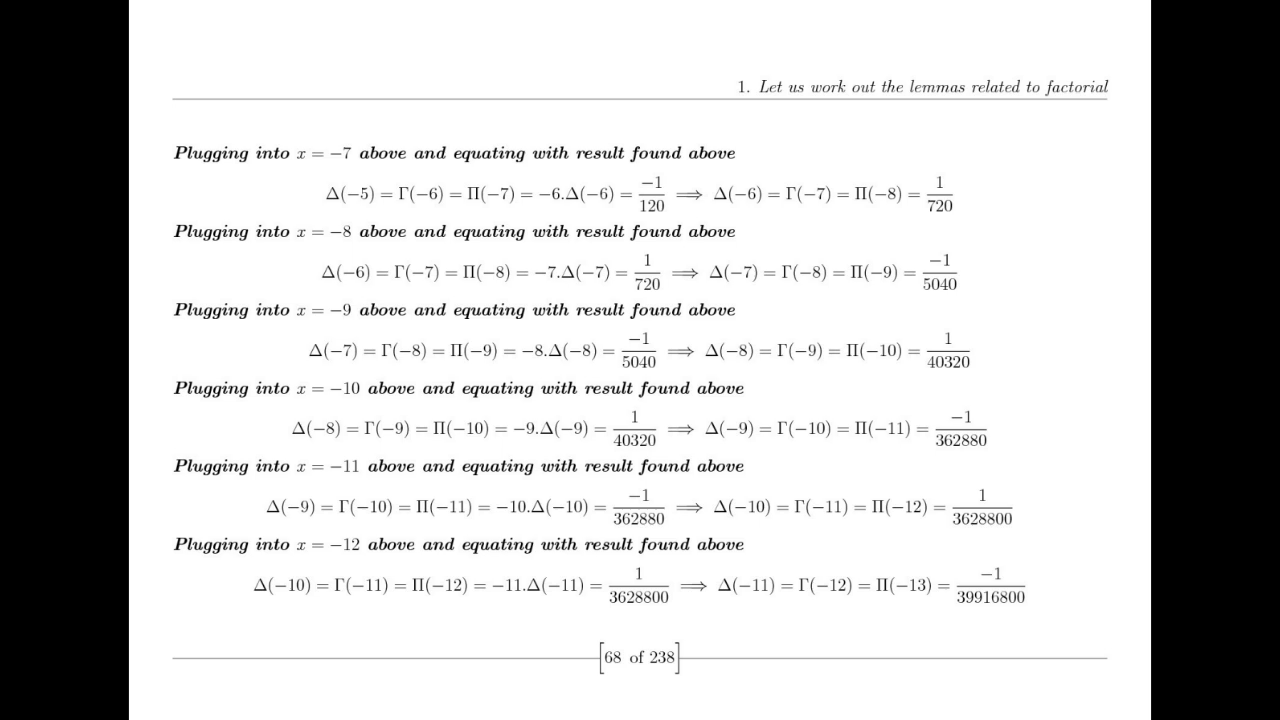 1. Let us work out the lemmas related to factorial
Plugging into x = −7 above and equating with result found above
Δ(−5) = Γ(−6) = Π(−7) = −6.Δ(−6) = −1/120 ⟹ Δ(−6) = Γ(−7) = Π(−8) = 1/720
Plugging into x = −8 above and equating with result found above
Δ(−6) = Γ(−7) = Π(−8) = −7.Δ(−7) = 1/720 ⟹ Δ(−7) = Γ(−8) = Π(−9) = −1/5040
Plugging into x = −9 above and equating with result found above
Δ(−7) = Γ(−8) = Π(−9) = −8.Δ(−8) = −1/5040 ⟹ Δ(−8) = Γ(−9) = Π(−10) = 1/40320
Plugging into x = −10 above and equating with result found above
Δ(−8) = Γ(−9) = Π(−10) = −9.Δ(−9) = 1/40320 ⟹ Δ(−9) = Γ(−10) = Π(−11) = −1/362880
Plugging into x = −11 above and equating with result found above
Δ(−9) = Γ(−10) = Π(−11) = −10.Δ(−10) = −1/362880 ⟹ Δ(−10) = Γ(−11) = Π(−12) = 1/3628800
Plugging into x = −12 above and equating with result found above
Δ(−10) = Γ(−11) = Π(−12) = −11.Δ(−11) = 1/3628800 ⟹ Δ(−11) = Γ(−12) = Π(−13) = −1/39916800
[68 of 238]